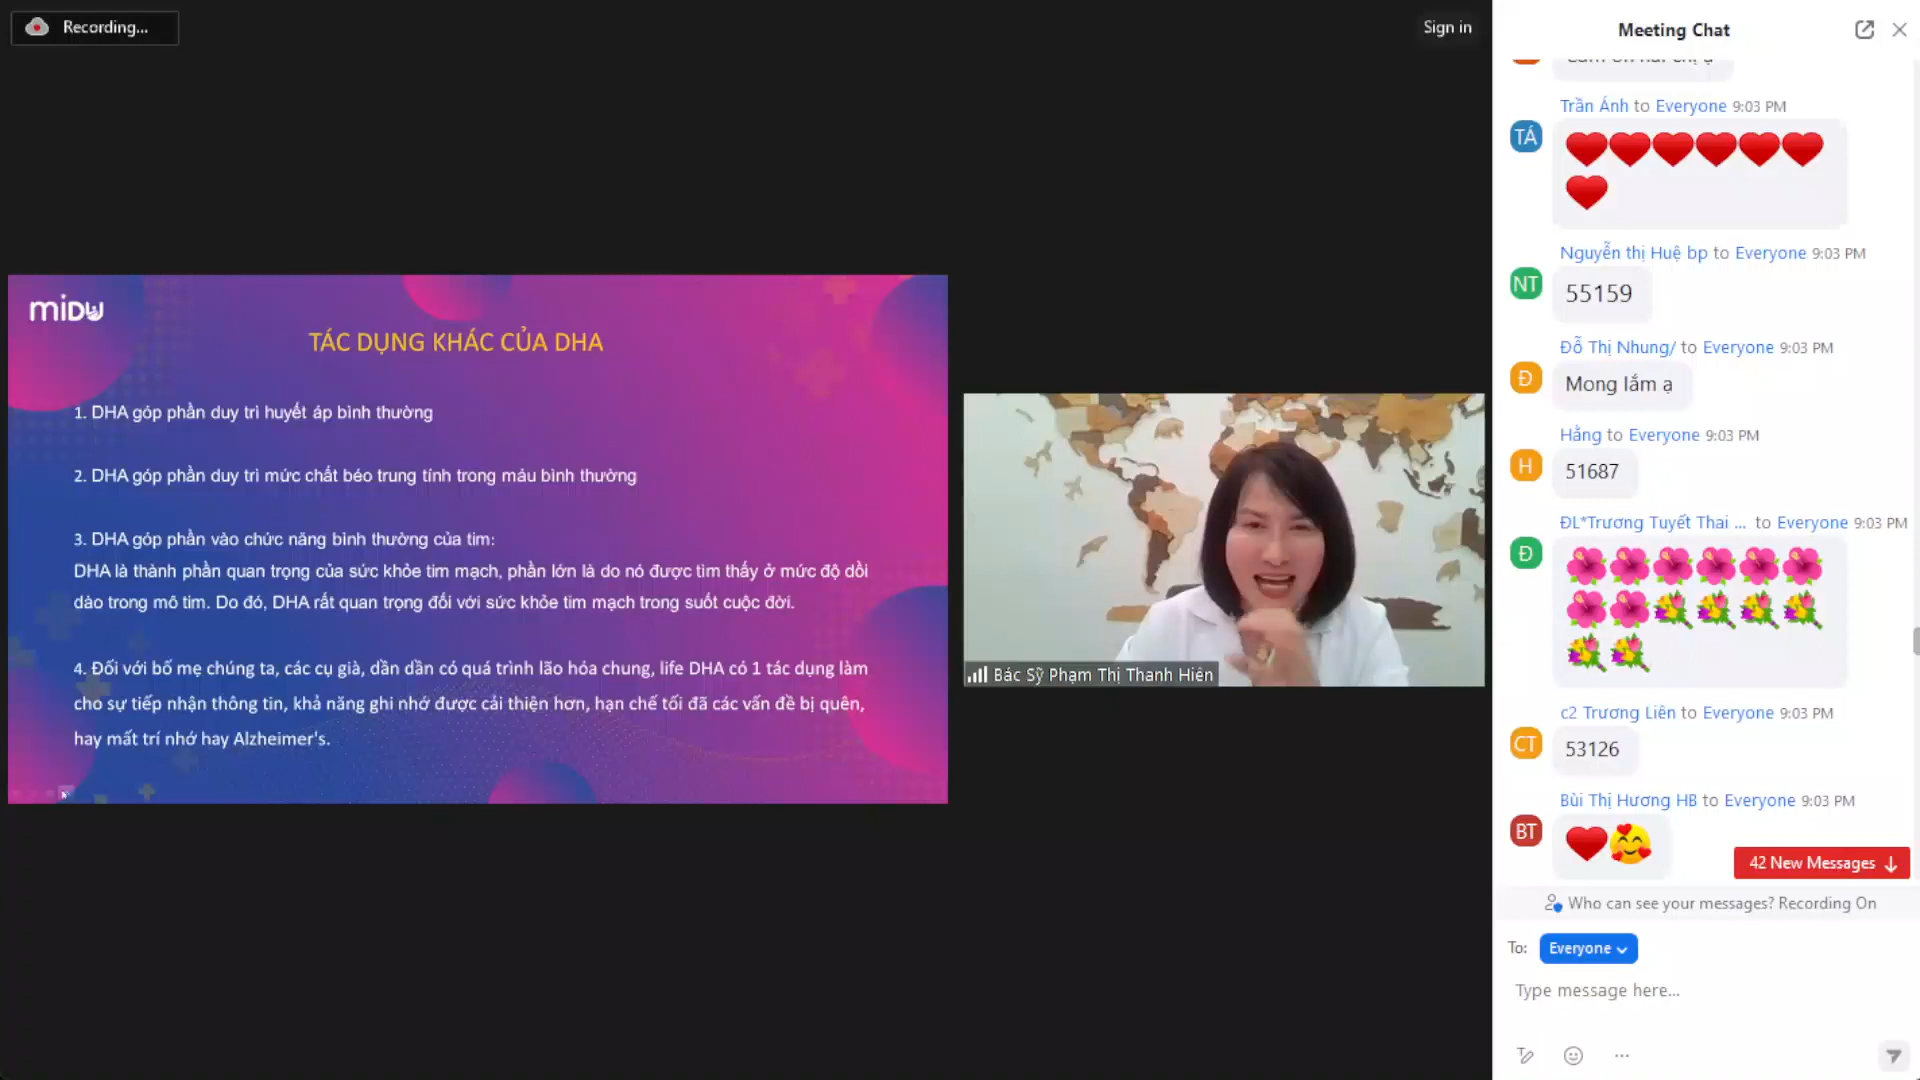 Recording...
Sign in
MIDU
TÁC DỤNG KHÁC CỦA DHA
1. DHA góp phần duy trì huyết áp bình thường
2. DHA góp phần duy trì mức chất béo trung tính trong máu bình thường
3. DHA góp phần vào chức năng bình thường của tim:
DHA là thành phần quan trọng của sức khỏe tim mạch, phần lớn là do nó được tìm thấy ở mức độ dồi
dào trong mô tim. Do đó, DHA rất quan trọng đối với sức khỏe tim mạch trong suốt cuộc đời.
4. Đối với bố mẹ chúng ta, các cụ già, dần dần có quá trình lão hóa chung, life DHA có 1 tác dụng làm
cho sự tiếp nhận thông tin, khả năng ghi nhớ được cải thiện hơn, hạn chế tối đã các vấn đề bị quên,
hay mất trí nhớ hay Alzheimer's.
Bác Sỹ Phạm Thị Thanh Hiên
Meeting Chat
Trần Ánh to Everyone 9:03 PM
TÁ
Nguyễn thị Huệ bp to Everyone 9:03 PM
NT
55159
Đỗ Thị Nhung/ to Everyone 9:03 PM
Đ
Mong lắm ạ
Hằng to Everyone 9:03 PM
H
51687
ĐL*Trương Tuyết Thai ... to Everyone 9:03 PM
Đ
c2 Trương Liên to Everyone 9:03 PM
CT
53126
Bùi Thị Hương HB to Everyone 9:03 PM
BT
42 New Messages
Who can see your messages? Recording On
To: Everyone
Type message here...